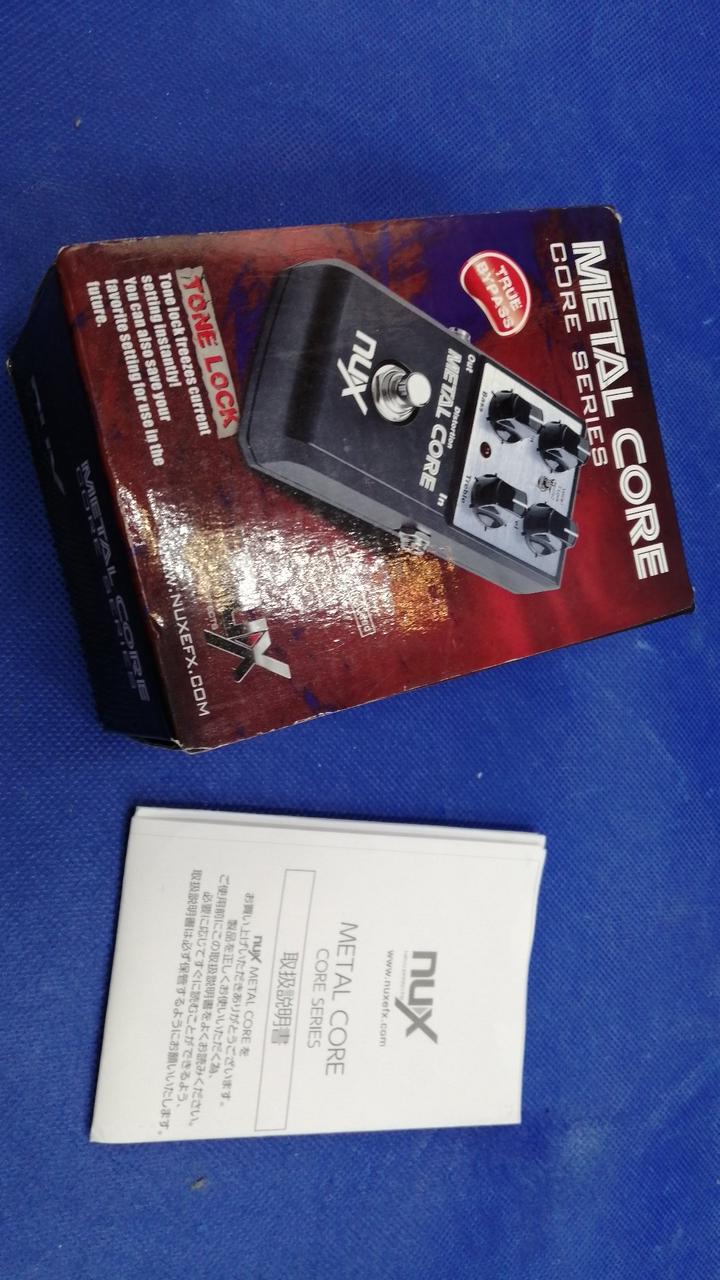 METAL CORE
CORE SERIES
TRUE
BYPASS
Bass
Treble
Out
Distortion
In
METAL CORE
nux
TONE LOCK
Tone lock freezes current
setting instantly!
You can also save your
favorite setting for use in the
future.
WWW.NUXEFX.COM
NUX
METAL CORE
CORE SERIES
nux
www.nuxefx.com
METAL CORE
CORE SERIES
取扱説明書
nux METAL CORE を
お買い上げいただきありがとうございます。
製品を正しくお使いいただく為、
ご使用前にこの取扱説明書をよくお読みください。
必要に応じてすぐに読むことができるよう、
取扱説明書は必ず保管するようにお願いいたします。